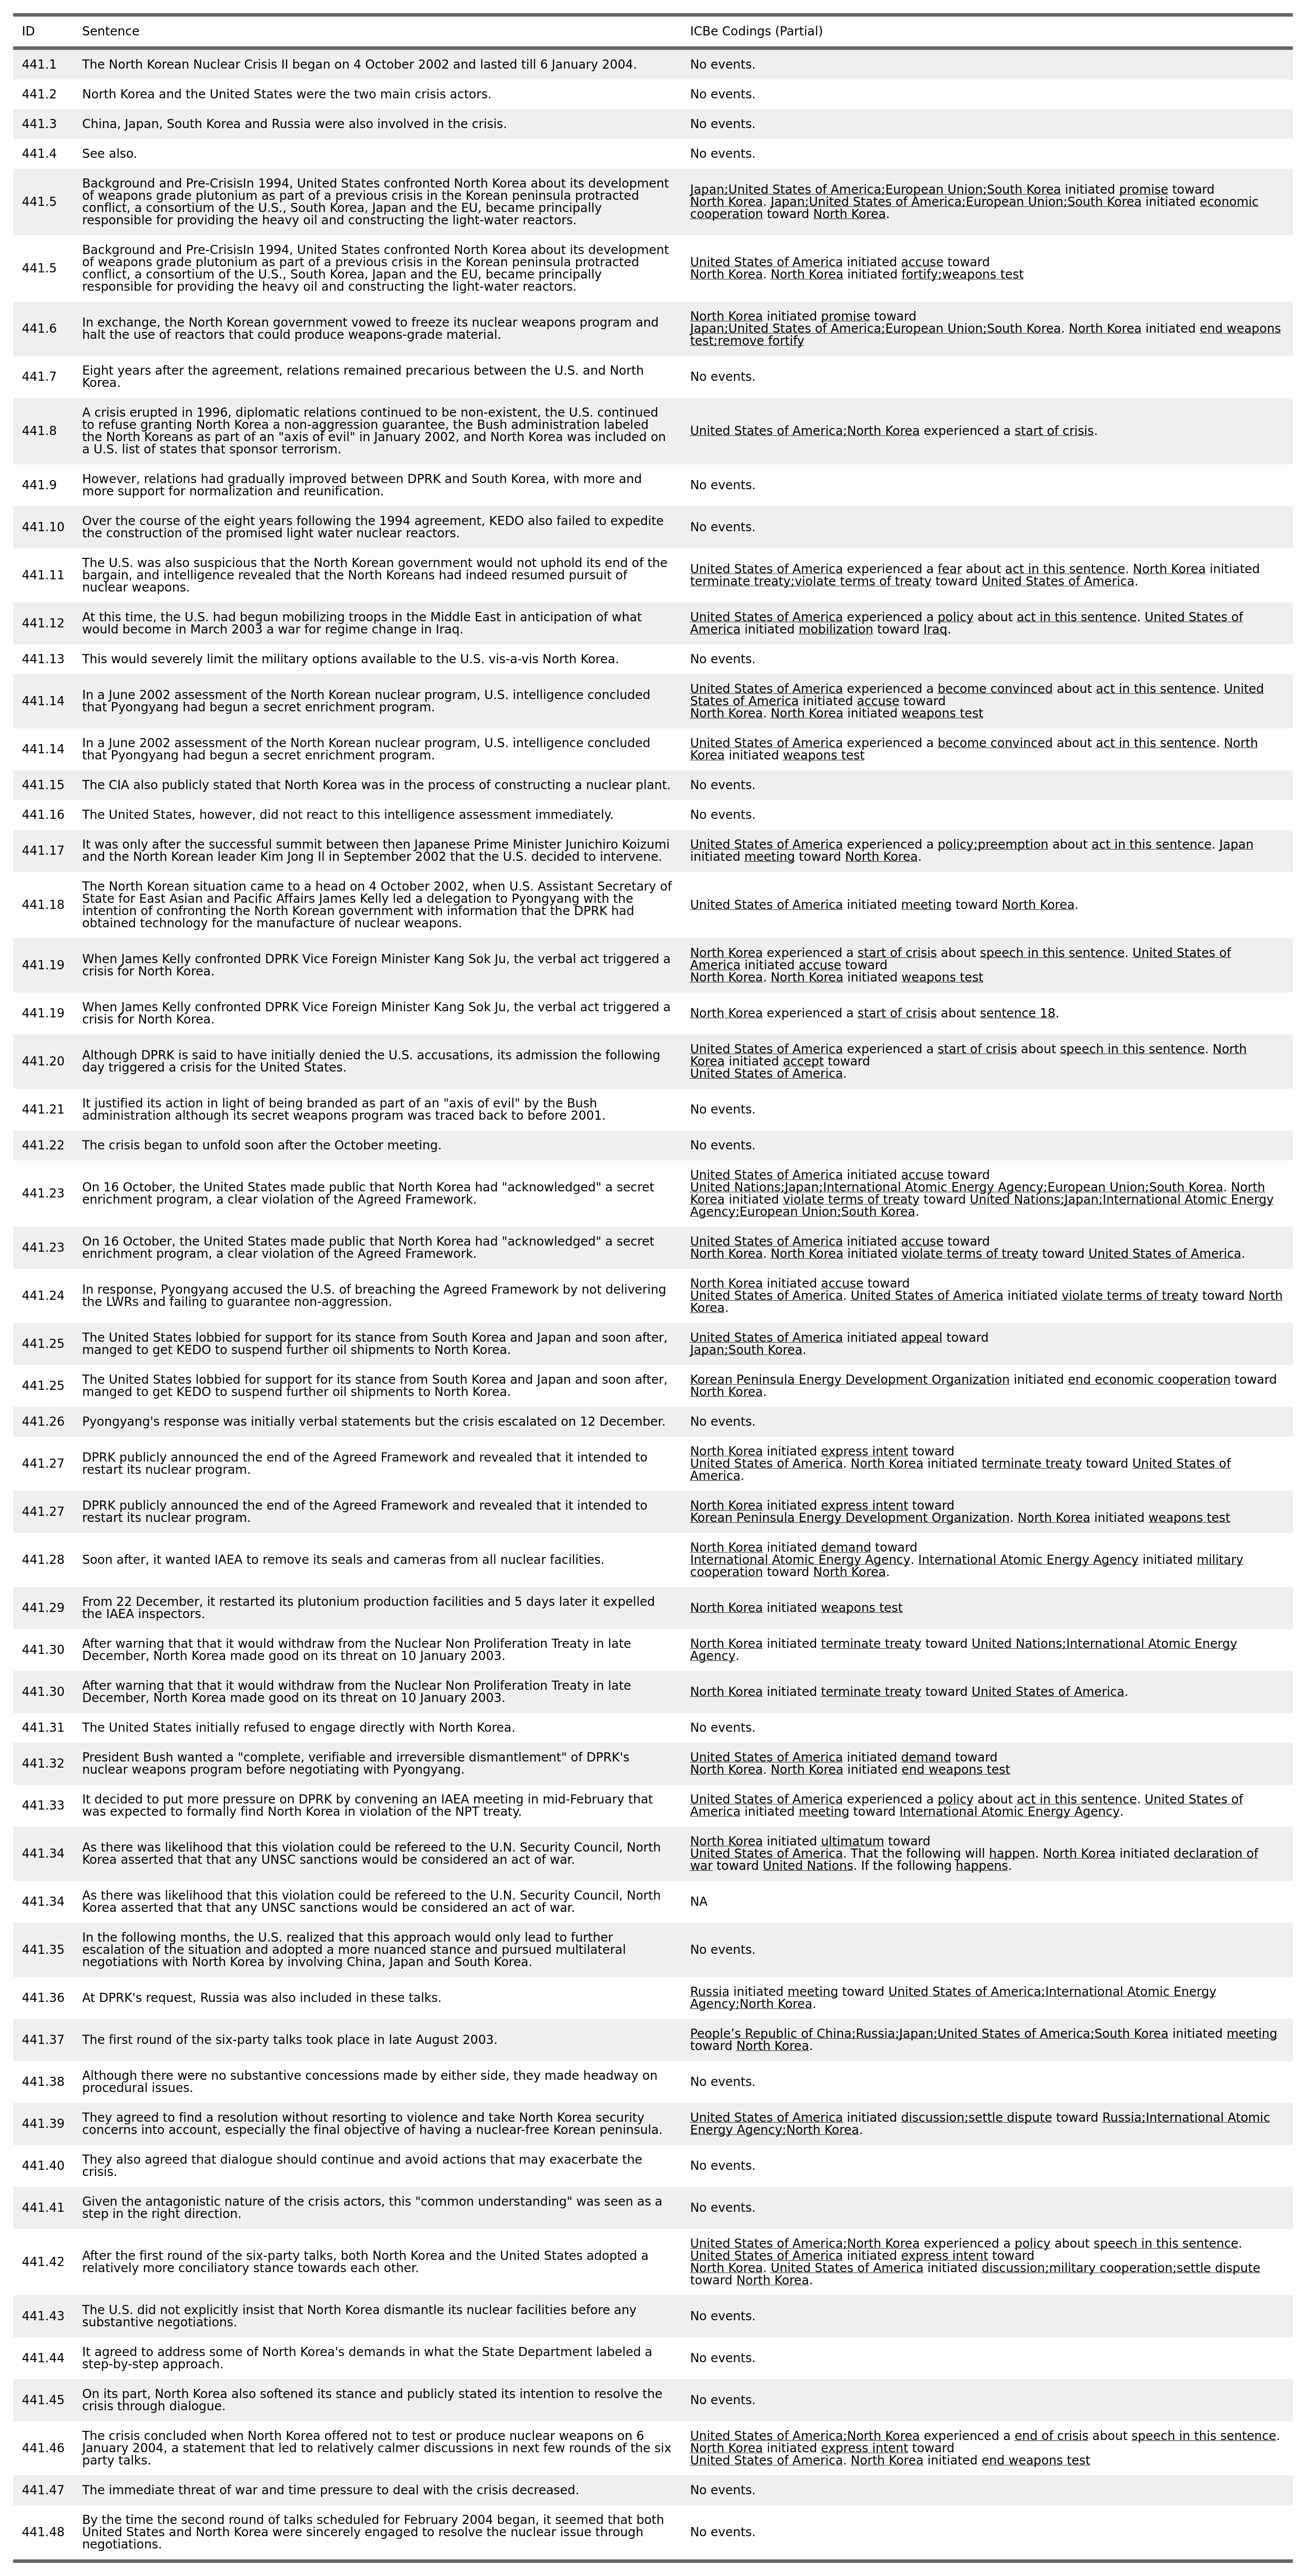 ID Sentence ICBe Codings (Partial)
441.1 The North Korean Nuclear Crisis II began on 4 October 2002 and lasted till 6 January 2004. No events.
441.2 North Korea and the United States were the two main crisis actors. No events.
441.3 China, Japan, South Korea and Russia were also involved in the crisis. No events.
441.4 See also. No events.
441.5
Background and Pre-CrisisIn 1994, United States confronted North Korea about its development
of weapons grade plutonium as part of a previous crisis in the Korean peninsula protracted
conflict, a consortium of the U.S., South Korea, Japan and the EU, became principally
responsible for providing the heavy oil and constructing the light-water reactors.
Japan;United States of America;European Union;South Korea initiated promise toward
North Korea. Japan;United States of America;European Union;South Korea initiated economic
cooperation toward North Korea.
441.5
Background and Pre-CrisisIn 1994, United States confronted North Korea about its development
of weapons grade plutonium as part of a previous crisis in the Korean peninsula protracted
conflict, a consortium of the U.S., South Korea, Japan and the EU, became principally
responsible for providing the heavy oil and constructing the light-water reactors.
United States of America initiated accuse toward
North Korea. North Korea initiated fortify;weapons test
441.6
In exchange, the North Korean government vowed to freeze its nuclear weapons program and
halt the use of reactors that could produce weapons-grade material.
North Korea initiated promise toward
Japan;United States of America;European Union;South Korea. North Korea initiated end weapons
test;remove fortify
441.7
Eight years after the agreement, relations remained precarious between the U.S. and North
Korea.
No events.
441.8
A crisis erupted in 1996, diplomatic relations continued to be non-existent, the U.S. continued
to refuse granting North Korea a non-aggression guarantee, the Bush administration labeled
the North Koreans as part of an "axis of evil" in January 2002, and North Korea was included on
a U.S. list of states that sponsor terrorism.
United States of America;North Korea experienced a start of crisis.
441.9
However, relations had gradually improved between DPRK and South Korea, with more and
more support for normalization and reunification.
No events.
441.10
Over the course of the eight years following the 1994 agreement, KEDO also failed to expedite
the construction of the promised light water nuclear reactors.
No events.
441.11
The U.S. was also suspicious that the North Korean government would not uphold its end of the
bargain, and intelligence revealed that the North Koreans had indeed resumed pursuit of
nuclear weapons.
United States of America experienced a fear about act in this sentence. North Korea initiated
terminate treaty;violate terms of treaty toward United States of America.
441.12
At this time, the U.S. had begun mobilizing troops in the Middle East in anticipation of what
would become in March 2003 a war for regime change in Iraq.
United States of America experienced a policy about act in this sentence. United States of
America initiated mobilization toward Iraq.
441.13 This would severely limit the military options available to the U.S. vis-a-vis North Korea. No events.
441.14
In a June 2002 assessment of the North Korean nuclear program, U.S. intelligence concluded
that Pyongyang had begun a secret enrichment program.
United States of America experienced a become convinced about act in this sentence. United
States of America initiated accuse toward
North Korea. North Korea initiated weapons test
441.14
In a June 2002 assessment of the North Korean nuclear program, U.S. intelligence concluded
that Pyongyang had begun a secret enrichment program.
United States of America experienced a become convinced about act in this sentence. North
Korea initiated weapons test
441.15 The CIA also publicly stated that North Korea was in the process of constructing a nuclear plant. No events.
441.16 The United States, however, did not react to this intelligence assessment immediately. No events.
441.17
It was only after the successful summit between then Japanese Prime Minister Junichiro Koizumi
and the North Korean leader Kim Jong Il in September 2002 that the U.S. decided to intervene.
United States of America experienced a policy;preemption about act in this sentence. Japan
initiated meeting toward North Korea.
441.18
The North Korean situation came to a head on 4 October 2002, when U.S. Assistant Secretary of
State for East Asian and Pacific Affairs James Kelly led a delegation to Pyongyang with the
intention of confronting the North Korean government with information that the DPRK had
obtained technology for the manufacture of nuclear weapons.
United States of America initiated meeting toward North Korea.
441.19
When James Kelly confronted DPRK Vice Foreign Minister Kang Sok Ju, the verbal act triggered a
crisis for North Korea.
North Korea experienced a start of crisis about speech in this sentence. United States of
America initiated accuse toward
North Korea. North Korea initiated weapons test
441.19
When James Kelly confronted DPRK Vice Foreign Minister Kang Sok Ju, the verbal act triggered a
crisis for North Korea.
North Korea experienced a start of crisis about sentence 18.
441.20
Although DPRK is said to have initially denied the U.S. accusations, its admission the following
day triggered a crisis for the United States.
United States of America experienced a start of crisis about speech in this sentence. North
Korea initiated accept toward
United States of America.
441.21
It justified its action in light of being branded as part of an "axis of evil" by the Bush
administration although its secret weapons program was traced back to before 2001.
No events.
441.22 The crisis began to unfold soon after the October meeting. No events.
441.23
On 16 October, the United States made public that North Korea had "acknowledged" a secret
enrichment program, a clear violation of the Agreed Framework.
United States of America initiated accuse toward
United Nations;Japan;International Atomic Energy Agency;European Union;South Korea. North
Korea initiated violate terms of treaty toward United Nations;Japan;International Atomic Energy
Agency;European Union;South Korea.
441.23
On 16 October, the United States made public that North Korea had "acknowledged" a secret
enrichment program, a clear violation of the Agreed Framework.
United States of America initiated accuse toward
North Korea. North Korea initiated violate terms of treaty toward United States of America.
441.24
In response, Pyongyang accused the U.S. of breaching the Agreed Framework by not delivering
the LWRs and failing to guarantee non-aggression.
North Korea initiated accuse toward
United States of America. United States of America initiated violate terms of treaty toward North
Korea.
441.25
The United States lobbied for support for its stance from South Korea and Japan and soon after,
manged to get KEDO to suspend further oil shipments to North Korea.
United States of America initiated appeal toward
Japan;South Korea.
441.25
The United States lobbied for support for its stance from South Korea and Japan and soon after,
manged to get KEDO to suspend further oil shipments to North Korea.
Korean Peninsula Energy Development Organization initiated end economic cooperation toward
North Korea.
441.26 Pyongyang's response was initially verbal statements but the crisis escalated on 12 December. No events.
441.27
DPRK publicly announced the end of the Agreed Framework and revealed that it intended to
restart its nuclear program.
North Korea initiated express intent toward
United States of America. North Korea initiated terminate treaty toward United States of
America.
441.27
DPRK publicly announced the end of the Agreed Framework and revealed that it intended to
restart its nuclear program.
North Korea initiated express intent toward
Korean Peninsula Energy Development Organization. North Korea initiated weapons test
441.28 Soon after, it wanted IAEA to remove its seals and cameras from all nuclear facilities.
North Korea initiated demand toward
International Atomic Energy Agency. International Atomic Energy Agency initiated military
cooperation toward North Korea.
441.29
From 22 December, it restarted its plutonium production facilities and 5 days later it expelled
the IAEA inspectors.
North Korea initiated weapons test
441.30
After warning that that it would withdraw from the Nuclear Non Proliferation Treaty in late
December, North Korea made good on its threat on 10 January 2003.
North Korea initiated terminate treaty toward United Nations;International Atomic Energy
Agency.
441.30
After warning that that it would withdraw from the Nuclear Non Proliferation Treaty in late
December, North Korea made good on its threat on 10 January 2003.
North Korea initiated terminate treaty toward United States of America.
441.31 The United States initially refused to engage directly with North Korea. No events.
441.32
President Bush wanted a "complete, verifiable and irreversible dismantlement" of DPRK's
nuclear weapons program before negotiating with Pyongyang.
United States of America initiated demand toward
North Korea. North Korea initiated end weapons test
441.33
It decided to put more pressure on DPRK by convening an IAEA meeting in mid-February that
was expected to formally find North Korea in violation of the NPT treaty.
United States of America experienced a policy about act in this sentence. United States of
America initiated meeting toward International Atomic Energy Agency.
441.34
As there was likelihood that this violation could be refereed to the U.N. Security Council, North
Korea asserted that that any UNSC sanctions would be considered an act of war.
North Korea initiated ultimatum toward
United States of America. That the following will happen. North Korea initiated declaration of
war toward United Nations. If the following happens.
441.34
As there was likelihood that this violation could be refereed to the U.N. Security Council, North
Korea asserted that that any UNSC sanctions would be considered an act of war.
NA
441.35
In the following months, the U.S. realized that this approach would only lead to further
escalation of the situation and adopted a more nuanced stance and pursued multilateral
negotiations with North Korea by involving China, Japan and South Korea.
No events.
441.36 At DPRK's request, Russia was also included in these talks.
Russia initiated meeting toward United States of America;International Atomic Energy
Agency;North Korea.
441.37 The first round of the six-party talks took place in late August 2003.
People’s Republic of China;Russia;Japan;United States of America;South Korea initiated meeting
toward North Korea.
441.38
Although there were no substantive concessions made by either side, they made headway on
procedural issues.
No events.
441.39
They agreed to find a resolution without resorting to violence and take North Korea security
concerns into account, especially the final objective of having a nuclear-free Korean peninsula.
United States of America initiated discussion;settle dispute toward Russia;International Atomic
Energy Agency;North Korea.
441.40
They also agreed that dialogue should continue and avoid actions that may exacerbate the
crisis.
No events.
441.41
Given the antagonistic nature of the crisis actors, this "common understanding" was seen as a
step in the right direction.
No events.
441.42
After the first round of the six-party talks, both North Korea and the United States adopted a
relatively more conciliatory stance towards each other.
United States of America;North Korea experienced a policy about speech in this sentence.
United States of America initiated express intent toward
North Korea. United States of America initiated discussion;military cooperation;settle dispute
toward North Korea.
441.43
The U.S. did not explicitly insist that North Korea dismantle its nuclear facilities before any
substantive negotiations.
No events.
441.44
It agreed to address some of North Korea's demands in what the State Department labeled a
step-by-step approach.
No events.
441.45
On its part, North Korea also softened its stance and publicly stated its intention to resolve the
crisis through dialogue.
No events.
441.46
The crisis concluded when North Korea offered not to test or produce nuclear weapons on 6
January 2004, a statement that led to relatively calmer discussions in next few rounds of the six
party talks.
United States of America;North Korea experienced a end of crisis about speech in this sentence.
North Korea initiated express intent toward
United States of America. North Korea initiated end weapons test
441.47 The immediate threat of war and time pressure to deal with the crisis decreased. No events.
441.48
By the time the second round of talks scheduled for February 2004 began, it seemed that both
United States and North Korea were sincerely engaged to resolve the nuclear issue through
negotiations.
No events.